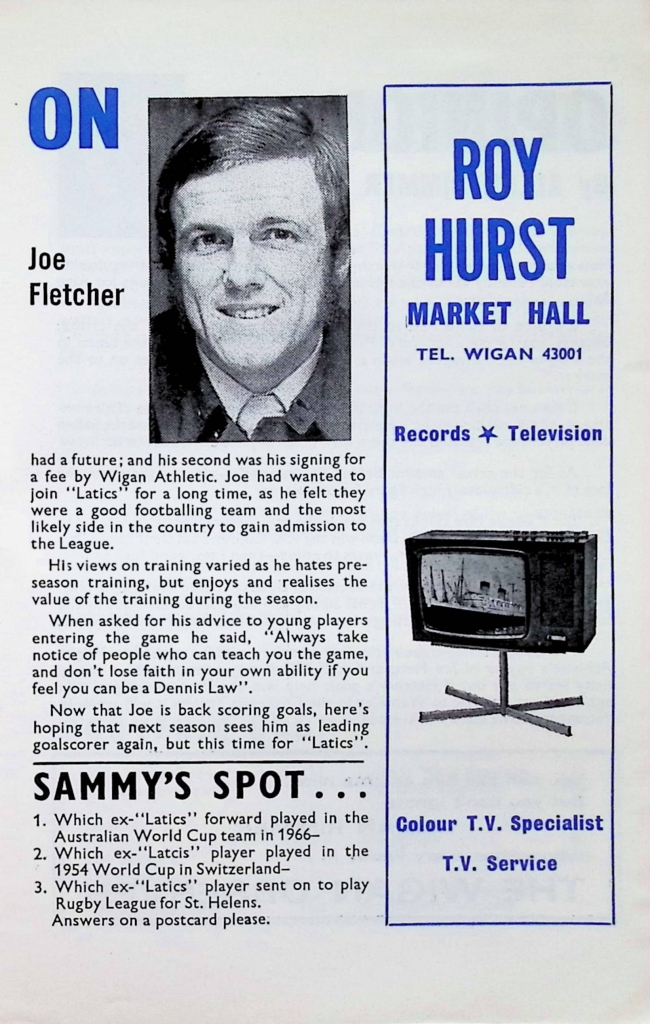 ON
Joe
Fletcher
had a future; and his second was his signing for
a fee by Wigan Athletic. Joe had wanted to
join "Latics" for a long time, as he felt they
were a good footballing team and the most
likely side in the country to gain admission to
the League.
His views on training varied as he hates pre-
season training, but enjoys and realises the
value of the training during the season.
When asked for his advice to young players
entering the game he said, "Always take
notice of people who can teach you the game,
and don't lose faith in your own ability if you
feel you can be a Dennis Law".
Now that Joe is back scoring goals, here's
hoping that next season sees him as leading
goalscorer again, but this time for "Latics".
SAMMY'S SPOT...
1. Which ex-"Latics" forward played in the
Australian World Cup team in 1966–
2. Which ex-"Latcis" player played in the
1954 World Cup in Switzerland–
3. Which ex-"Latics" player sent on to play
Rugby League for St. Helens.
Answers on a postcard please.
ROY
HURST
MARKET HALL
TEL. WIGAN 43001
Records ★ Television
Colour T.V. Specialist
T.V. Service